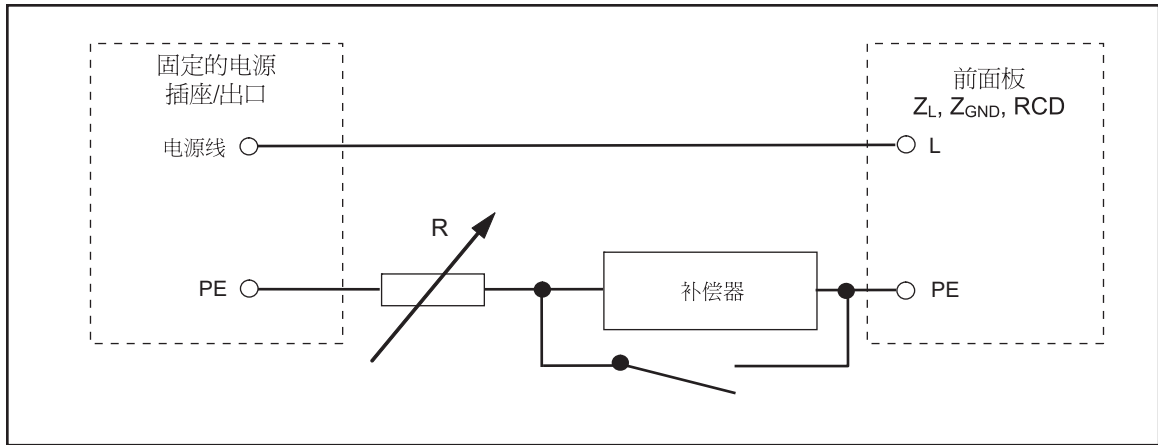 固定的电源
插座/出口
前面板
ZL, ZGND, RCD
电源线
L
R
PE
补偿器
PE